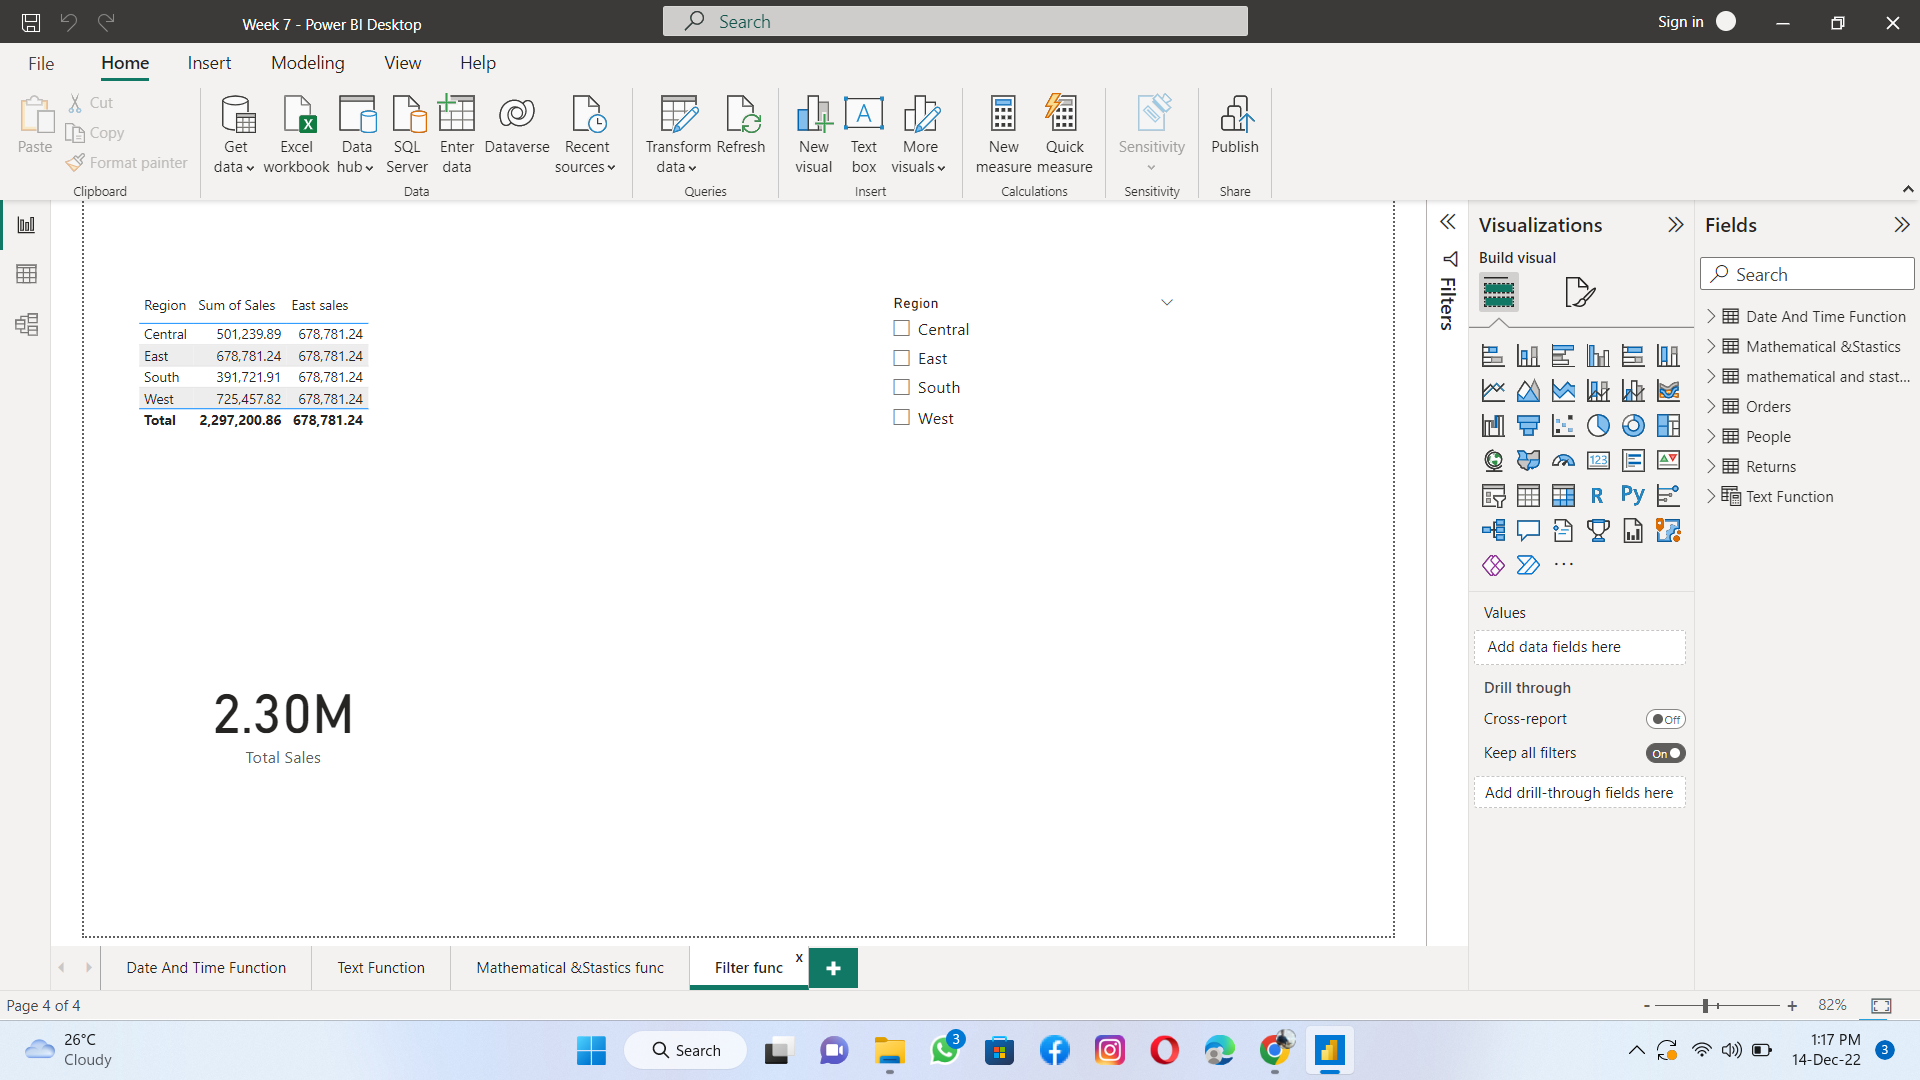 Week 7 - Power BI Desktop
Search
Sign in
File Home Insert Modeling View Help
Paste
Cut
Copy
Format painter
Clipboard
Get data
Excel workbook
Data hub
SQL Server
Enter data
Dataverse
Recent sources
Data
Transform data
Refresh
Queries
New visual
Text box
More visuals
Insert
New measure
Quick measure
Calculations
Sensitivity
Sensitivity
Publish
Share
Region Sum of Sales East sales
Central 501,239.89 678,781.24
East 678,781.24 678,781.24
South 391,721.91 678,781.24
West 725,457.82 678,781.24
Total 2,297,200.86 678,781.24
Region
Central
East
South
West
2.30M
Total Sales
Filters
Visualizations
Build visual
123
R
Py
...
Values
Add data fields here
Drill through
Cross-report Off
Keep all filters On
Add drill-through fields here
Fields
Search
Date And Time Function
Mathematical &Stastics
mathematical and stast...
Orders
People
Returns
Text Function
Date And Time Function
Text Function
Mathematical &Stastics func
Filter func x
+
Page 4 of 4
- + 82%
26°C
Cloudy
Search
3
1:17 PM
14-Dec-22
3